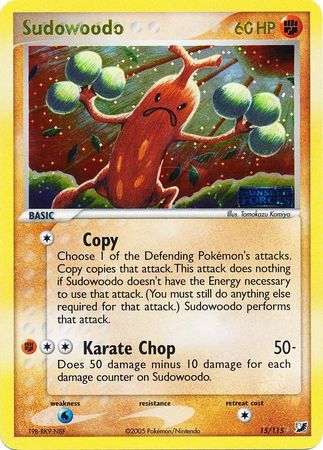 Sudowoodo 60 HP
UNSEEN
FORCES
BASIC
Illus. Tomokazu Komiya
Copy
Choose 1 of the Defending Pokémon's attacks.
Copy copies that attack. This attack does nothing
if Sudowoodo doesn't have the Energy necessary
to use that attack. (You must still do anything else
required for that attack.) Sudowoodo performs
that attack.
Karate Chop 50-
Does 50 damage minus 10 damage for each
damage counter on Sudowoodo.
weakness resistance retreat cost
©2005 Pokémon/Nintendo 15/115